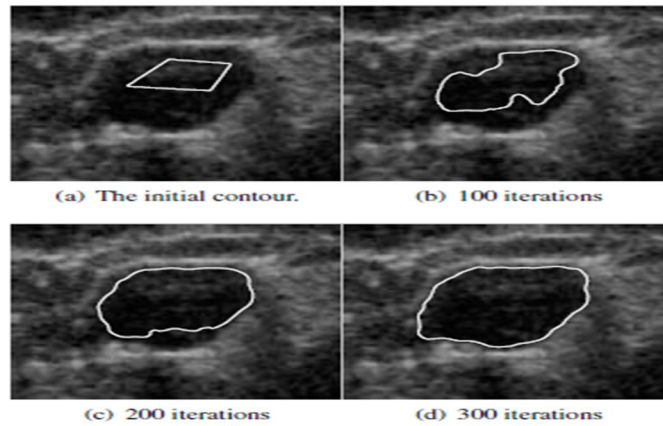 (a) The initial contour.
(b) 100 iterations
(c) 200 iterations
(d) 300 iterations